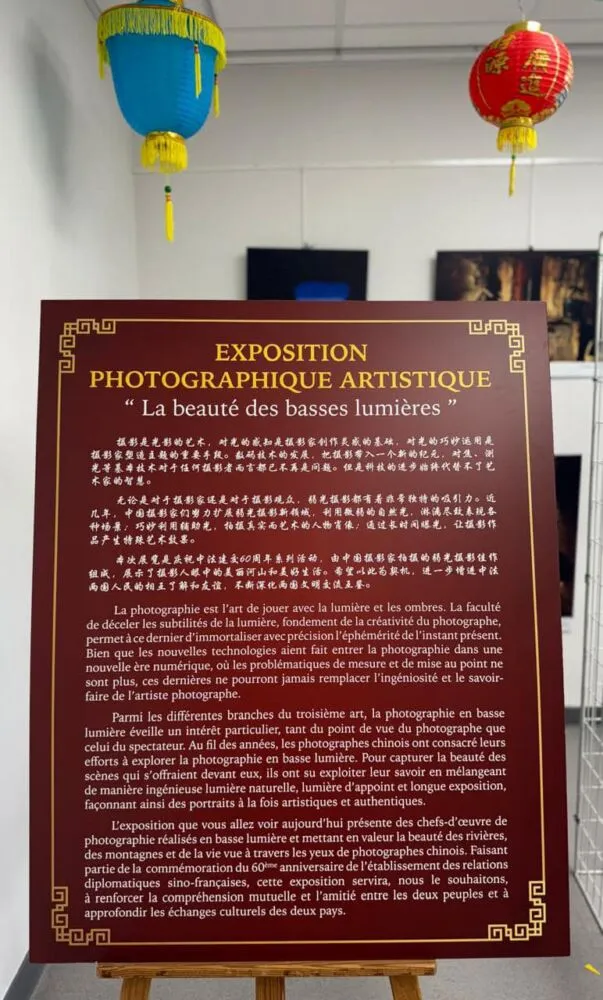 EXPOSITION
PHOTOGRAPHIQUE ARTISTIQUE
“ La beauté des basses lumières ”
摄影是光影的艺术，对光的感知是摄影家创作灵感的基础，对光的巧妙运用是
摄影家塑造主题的重要手段。数码技术的发展，把摄影带入一个新的纪元，对焦、测
光等基本技术对于任何摄影者而言都已不再是问题。但是科技的进步始终代替不了艺
术家的智慧。
无论是对于摄影家还是对于摄影观众，弱光摄影都有着非常独特的吸引力。近
几年，中国摄影家们努力扩展弱光摄影新领域，利用微弱的自然光，淋漓尽致表现各
种场景；巧妙利用辅助光，拍摄真实而艺术的人物肖像；通过长时间曝光，让摄影作
品产生特殊艺术效果。
本次展览是庆祝中法建交60周年系列活动，由中国摄影家拍摄的弱光摄影佳作
组成，展示了摄影人眼中的美丽河山和美好生活。希望以此为契机，进一步增进中法
两国人民的相互了解和友谊，不断深化两国文明交流互鉴。
La photographie est l’art de jouer avec la lumière et les ombres. La faculté
de déceler les subtilités de la lumière, fondement de la créativité du photographe,
permet à ce dernier d’immortaliser avec précision l’éphémérité de l’instant présent.
Bien que les nouvelles technologies aient fait entrer la photographie dans une
nouvelle ère numérique, où les problématiques de mesure et de mise au point ne
sont plus, ces dernières ne pourront jamais remplacer l’ingéniosité et le savoir-
faire de l’artiste photographe.
Parmi les différentes branches du troisième art, la photographie en basse
lumière éveille un intérêt particulier, tant du point de vue du photographe que
celui du spectateur. Au fil des années, les photographes chinois ont consacré leurs
efforts à explorer la photographie en basse lumière. Pour capturer la beauté des
scènes qui s’offraient devant eux, ils ont su exploiter leur savoir en mélangeant
de manière ingénieuse lumière naturelle, lumière d’appoint et longue exposition,
façonnant ainsi des portraits à la fois artistiques et authentiques.
L’exposition que vous allez voir aujourd’hui présente des chefs-d’œuvre de
photographie réalisés en basse lumière et mettant en valeur la beauté des rivières,
des montagnes et de la vie vue à travers les yeux de photographes chinois. Faisant
partie de la commémoration du 60ème anniversaire de l’établissement des relations
diplomatiques sino-françaises, cette exposition servira, nous le souhaitons,
à renforcer la compréhension mutuelle et l’amitié entre les deux peuples et à
approfondir les échanges culturels des deux pays.